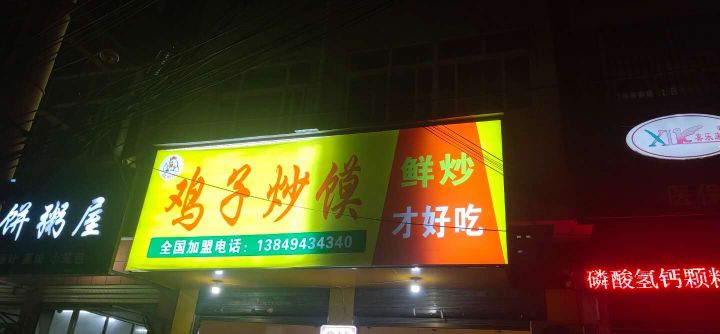 饼粥屋
鸡子炒馍
鲜炒
才好吃
全国加盟电话：13849434340
磷酸氢钙颗粒